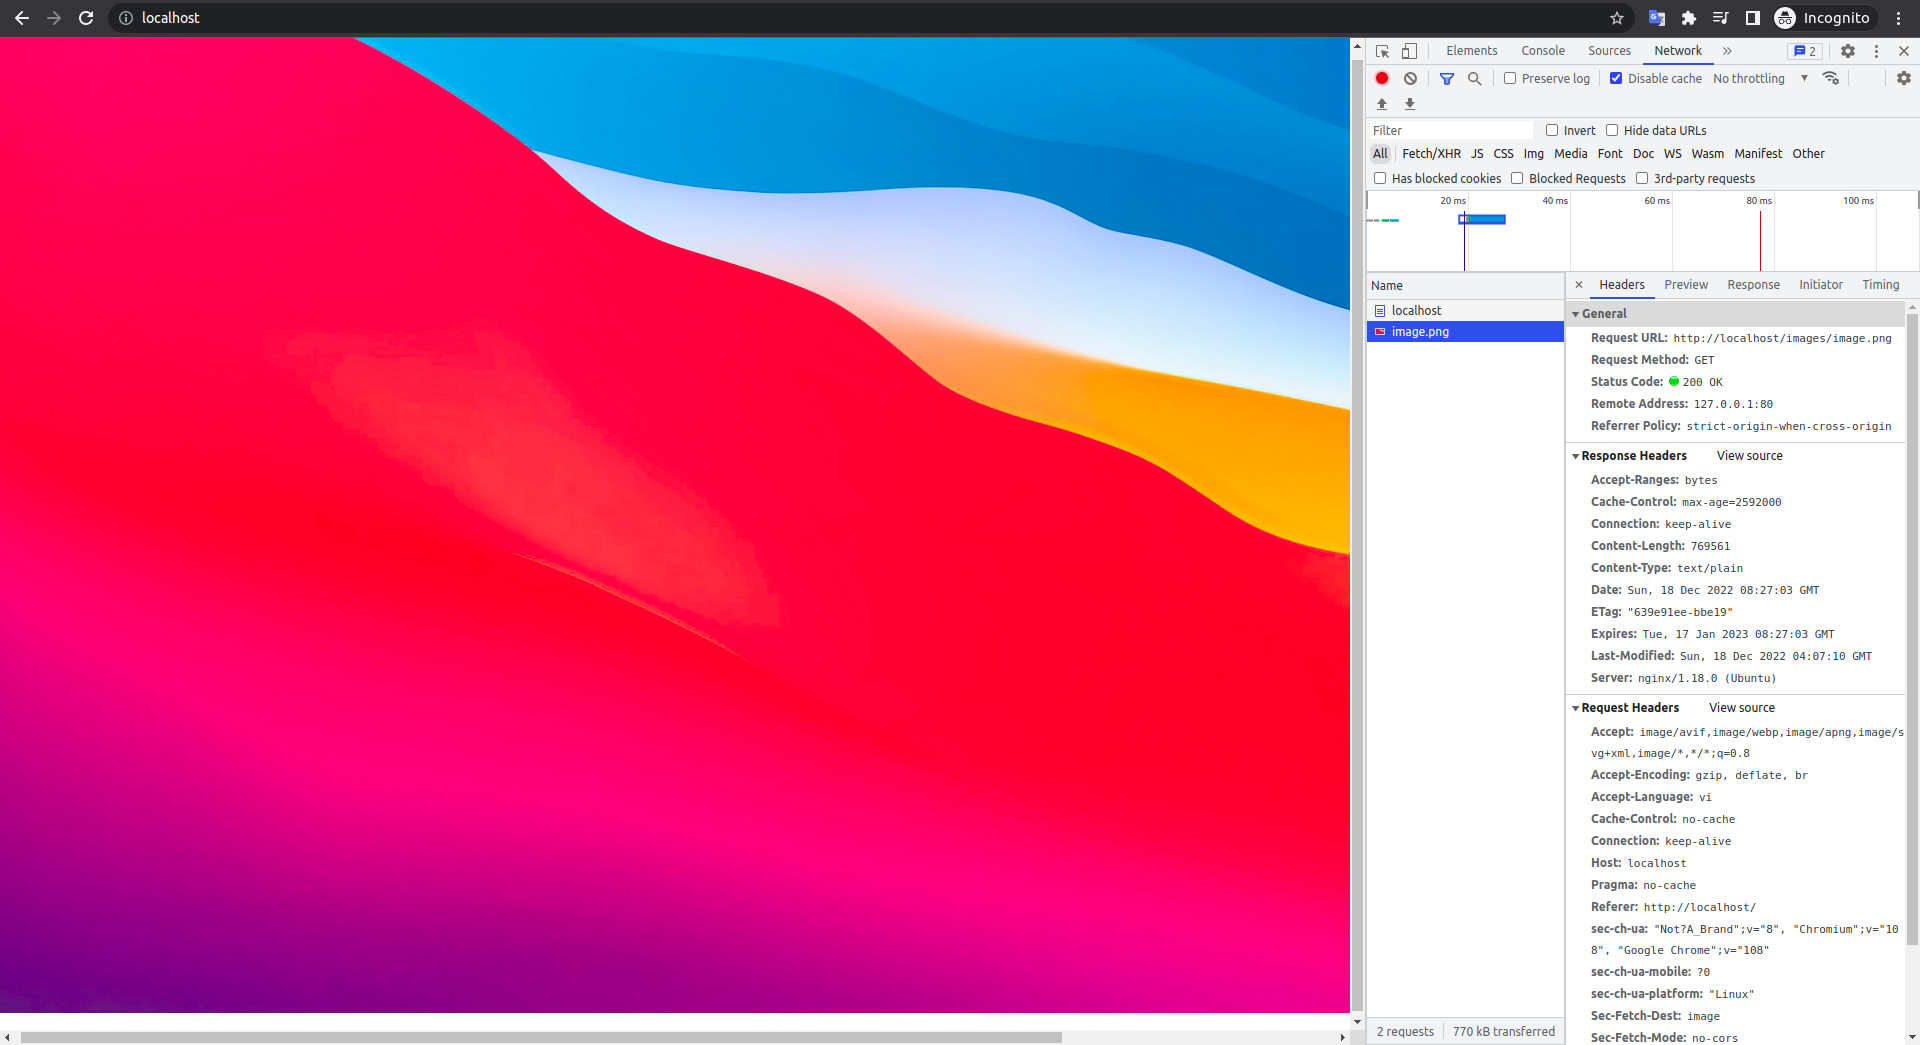 localhost
Incognito
Elements Console Sources Network 2
Preserve log Disable cache No throttling
Filter Invert Hide data URLs
All Fetch/XHR JS CSS Img Media Font Doc WS Wasm Manifest Other
Has blocked cookies Blocked Requests 3rd-party requests
20 ms 40 ms 60 ms 80 ms 100 ms
Name
localhost
image.png
Headers Preview Response Initiator Timing
General
Request URL: http://localhost/images/image.png
Request Method: GET
Status Code: 200 OK
Remote Address: 127.0.0.1:80
Referrer Policy: strict-origin-when-cross-origin
Response Headers View source
Accept-Ranges: bytes
Cache-Control: max-age=2592000
Connection: keep-alive
Content-Length: 769561
Content-Type: text/plain
Date: Sun, 18 Dec 2022 08:27:03 GMT
ETag: "639e91ee-bbe19"
Expires: Tue, 17 Jan 2023 08:27:03 GMT
Last-Modified: Sun, 18 Dec 2022 04:07:10 GMT
Server: nginx/1.18.0 (Ubuntu)
Request Headers View source
Accept: image/avif,image/webp,image/apng,image/s
vg+xml,image/*,*/*;q=0.8
Accept-Encoding: gzip, deflate, br
Accept-Language: vi
Cache-Control: no-cache
Connection: keep-alive
Host: localhost
Pragma: no-cache
Referer: http://localhost/
sec-ch-ua: "Not?A_Brand";v="8", "Chromium";v="10
8", "Google Chrome";v="108"
sec-ch-ua-mobile: ?0
sec-ch-ua-platform: "Linux"
Sec-Fetch-Dest: image
Sec-Fetch-Mode: no-cors
2 requests 770 kB transferred